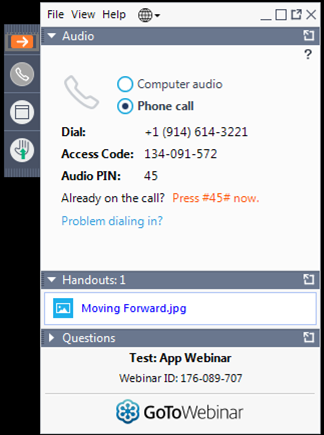 File View Help
Audio
?
Computer audio
Phone call
Dial: +1 (914) 614-3221
Access Code: 134-091-572
Audio PIN: 45
Already on the call? Press #45# now.
Problem dialing in?
Handouts: 1
Moving Forward.jpg
Questions
Test: App Webinar
Webinar ID: 176-089-707
GoToWebinar